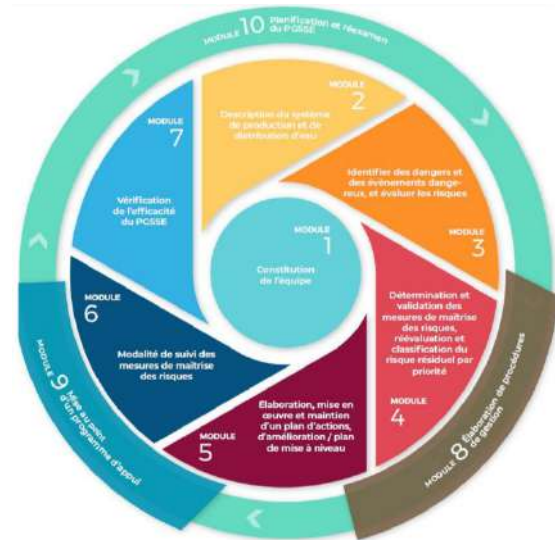 MODULE 10 Planification et réexamen
du PGSSE
MODULE
2
Description du système
de production et de
distribution d'eau
MODULE
7
Vérification
de l'efficacité
du PGSSE
Identifier des dangers et
des évènements dange-
reux, et évaluer les risques
MODULE
3
MODULE
1
Constitution
de l'équipe
Détermination et
validation des
mesures de maîtrise
des risques,
réévaluation et
classification du
risque résiduel par
priorité
MODULE
4
MODULE
6
Modalité de suivi des
mesures de maîtrise
des risques
Élaboration, mise en
œuvre et maintien
d'un plan d'actions,
d'amélioration / plan
de mise à niveau
MODULE
5
MODULE 8 Élaboration de procédures
de gestion
MODULE 9 Mise au point
d'un programme d'appui